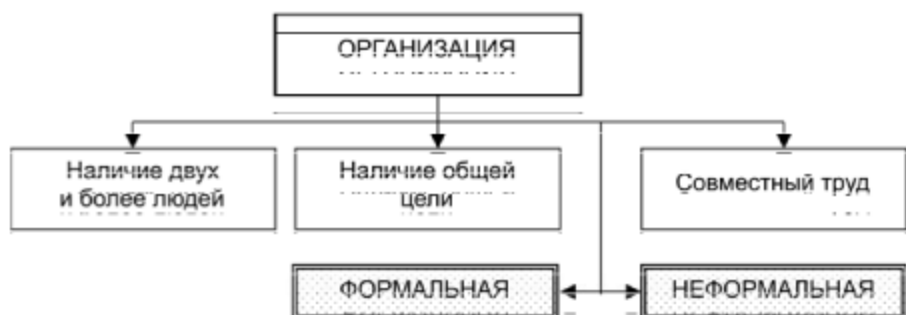 ОРГАНИЗАЦИЯ
Наличие двух
и более людей
Наличие общей
цели
Совместный труд
ФОРМАЛЬНАЯ
НЕФОРМАЛЬНАЯ